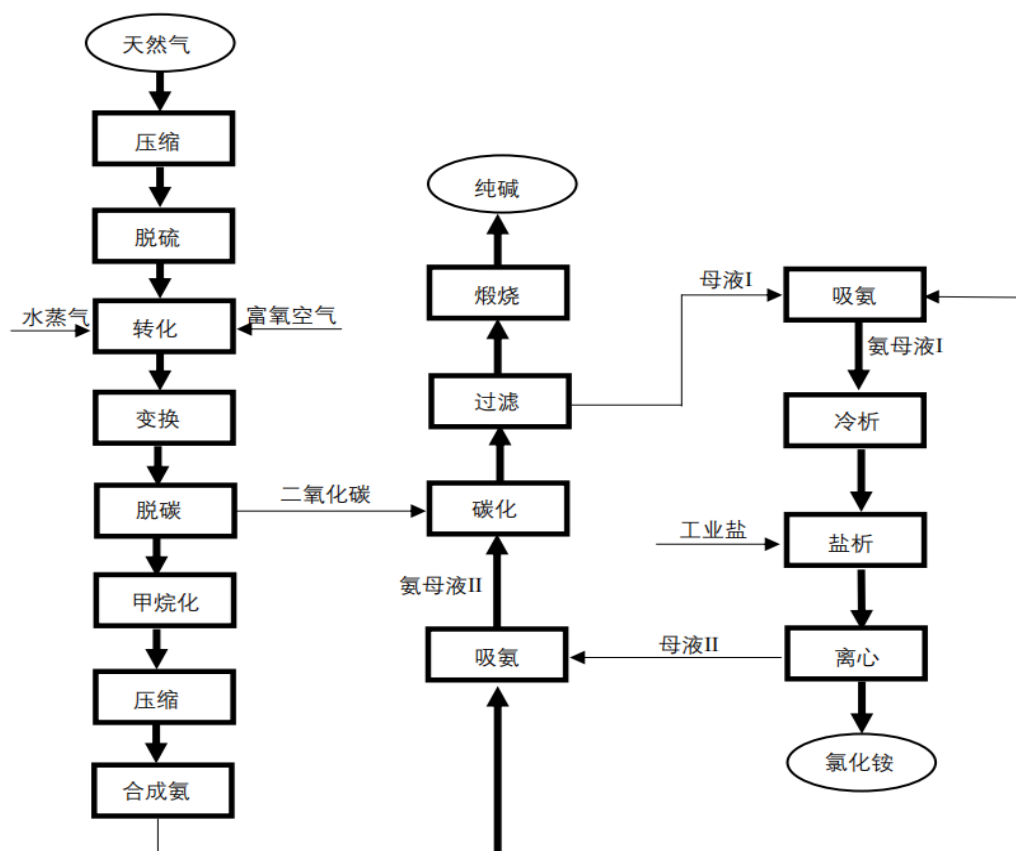 天然气
压缩
脱硫
水蒸气
转化
富氧空气
变换
脱碳
二氧化碳
甲烷化
压缩
合成氨
纯碱
煅烧
过滤
碳化
氨母液II
吸氨
母液I
吸氨
氨母液I
冷析
工业盐
盐析
母液II
离心
氯化铵